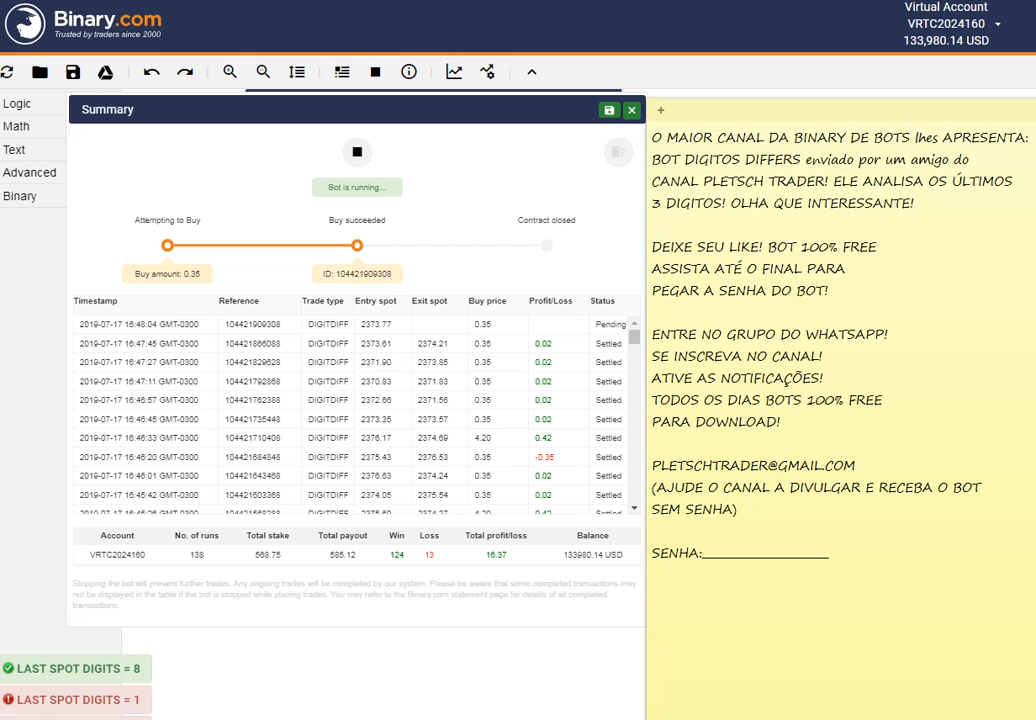 Binary.com
Trusted by traders since 2000
Virtual Account
VRTC2024160
133,980.14 USD
Logic
Math
Text
Advanced
Binary
Summary
Bot is running...
Attempting to Buy Buy succeeded Contract closed
Buy amount: 0.35 ID: 104421909308
Timestamp Reference Trade type Entry spot Exit spot Buy price Profit/Loss Status
2019-07-17 16:48:04 GMT-0300 104421909308 DIGITDIFF 2373.77 0.35 Pending
2019-07-17 16:47:45 GMT-0300 104421866088 DIGITDIFF 2373.61 2374.21 0.35 0.02 Settled
2019-07-17 16:47:27 GMT-0300 104421829628 DIGITDIFF 2371.90 2373.85 0.35 0.02 Settled
2019-07-17 16:47:11 GMT-0300 104421792868 DIGITDIFF 2370.83 2371.83 0.35 0.02 Settled
2019-07-17 16:46:57 GMT-0300 104421762388 DIGITDIFF 2372.66 2371.56 0.35 0.02 Settled
2019-07-17 16:46:45 GMT-0300 104421735448 DIGITDIFF 2373.35 2373.57 0.35 0.02 Settled
2019-07-17 16:46:33 GMT-0300 104421710408 DIGITDIFF 2376.17 2374.69 4.20 0.42 Settled
2019-07-17 16:45:20 GMT-0300 104421684848 DIGITDIFF 2375.43 2376.53 0.35 -0.35 Settled
2019-07-17 16:46:01 GMT-0300 104421643468 DIGITDIFF 2376.63 2374.24 0.35 0.02 Settled
2019-07-17 16:45:42 GMT-0300 104421603368 DIGITDIFF 2374.05 2375.54 0.35 0.02 Settled
Account No. of runs Total stake Total payout Win Loss Total profit/loss Balance
VRTC2024160 138 568.75 585.12 124 13 16.37 133980.14 USD
Stopping the bot will prevent further trades. Any ongoing trades will be completed by our system. Please be aware that some completed transactions may
not be displayed in the table if the bot is stopped while placing trades. You may refer to the Binary.com statement page for details of all completed
transactions.
LAST SPOT DIGITS = 8
LAST SPOT DIGITS = 1
+
O MAIOR CANAL DA BINARY DE BOTS lhes APRESENTA:
BOT DIGITOS DIFFERS enviado por um amigo do
CANAL PLETSCH TRADER! ELE ANALISA OS ÚLTIMOS
3 DIGITOS! OLHA QUE INTERESSANTE!
DEIXE SEU LIKE! BOT 100% FREE
ASSISTA ATÉ O FINAL PARA
PEGAR A SENHA DO BOT!
ENTRE NO GRUPO DO WHATSAPP!
SE INSCREVA NO CANAL!
ATIVE AS NOTIFICAÇÕES!
TODOS OS DIAS BOTS 100% FREE
PARA DOWNLOAD!
PLETSCHTRADER@GMAIL.COM
(AJUDE O CANAL A DIVULGAR E RECEBA O BOT
SEM SENHA)
SENHA:__________________